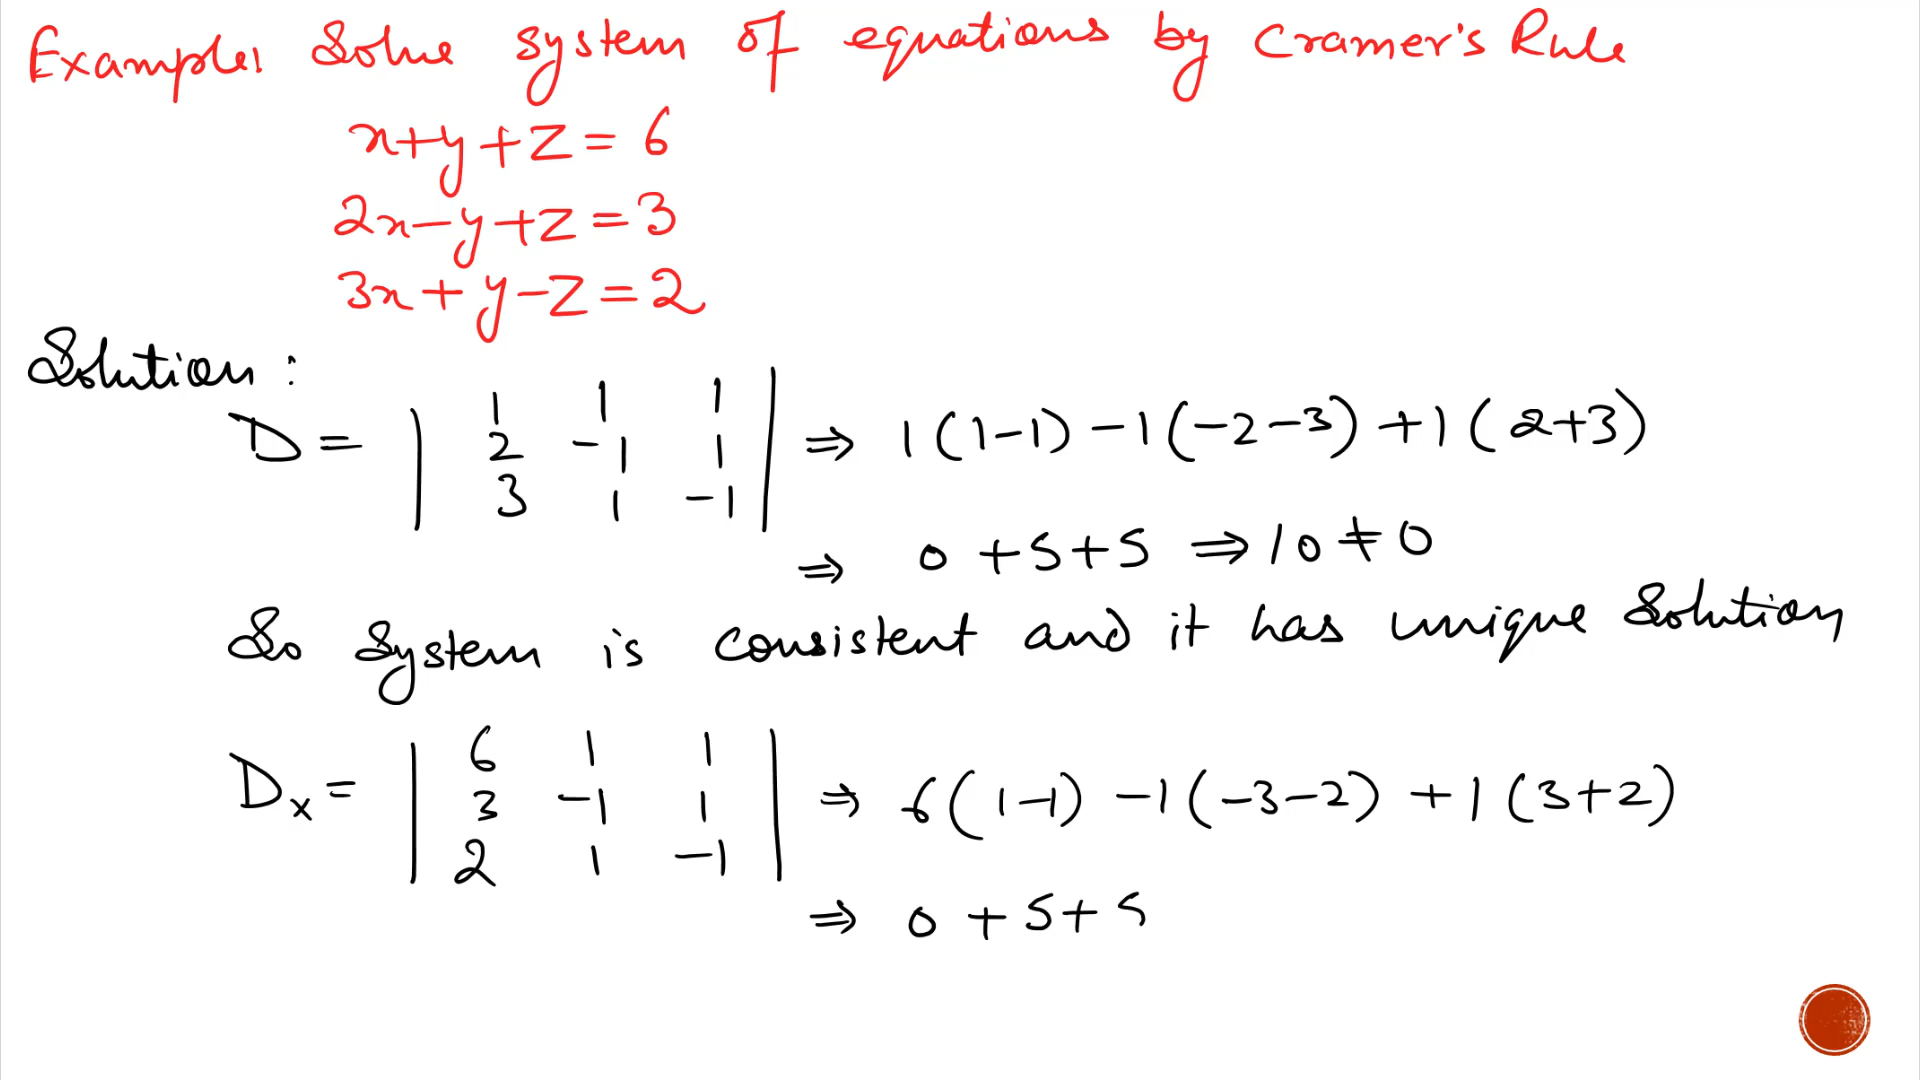 Example: Solve system of equations by Cramer's Rule
x+y+z=6
2x-y+z=3
3x+y-z=2
Solution:
D = | 1 1 1 | ⇒ 1(1-1) -1(-2-3) +1(2+3)
| 2 -1 1 |
| 3 1 -1 |
⇒ 0 +5+5 ⇒ 10 ≠ 0
So system is consistent and it has unique Solution
Dx = | 6 1 1 | ⇒ 6(1-1) -1(-3-2) +1(3+2)
| 3 -1 1 |
| 2 1 -1 |
⇒ 0 +5+5